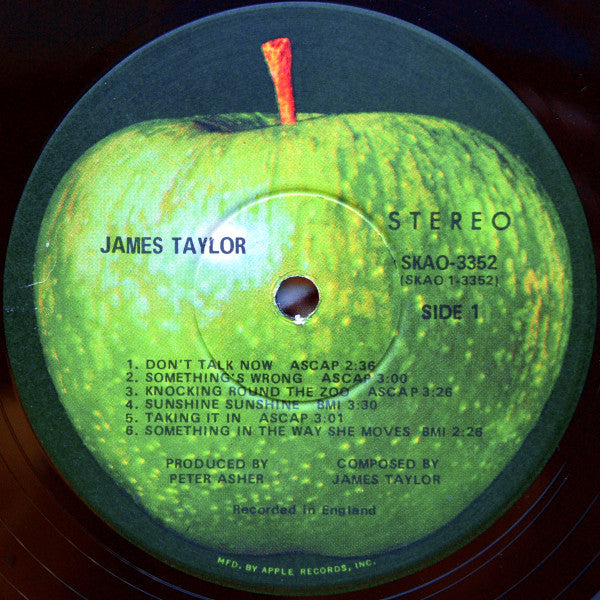 STEREO
JAMES TAYLOR
SKAO-3352
(SKAO 1-3352)
SIDE 1
1. DON'T TALK NOW ASCAP 2:36
2. SOMETHING'S WRONG ASCAP 3:00
3. KNOCKING ROUND THE ZOO ASCAP 3:26
4. SUNSHINE SUNSHINE BMI 3:30
5. TAKING IT IN ASCAP 3:01
6. SOMETHING IN THE WAY SHE MOVES BMI 2:26
PRODUCED BY
PETER ASHER
COMPOSED BY
JAMES TAYLOR
Recorded in England
MFD. BY APPLE RECORDS, INC.